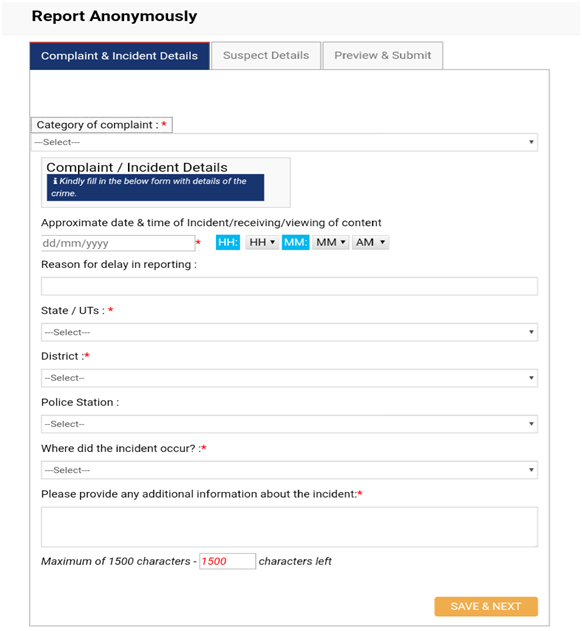 Report Anonymously
Complaint & Incident Details Suspect Details Preview & Submit
Category of complaint : *
---Select---
Complaint / Incident Details
ℹ Kindly fill in the below form with details of the
crime.
Approximate date & time of Incident/receiving/viewing of content
dd/mm/yyyy * HH: HH MM: MM AM
Reason for delay in reporting :
State / UTs : *
---Select---
District :*
--Select--
Police Station :
--Select--
Where did the incident occur? :*
---Select---
Please provide any additional information about the incident:*
Maximum of 1500 characters - 1500 characters left
SAVE & NEXT